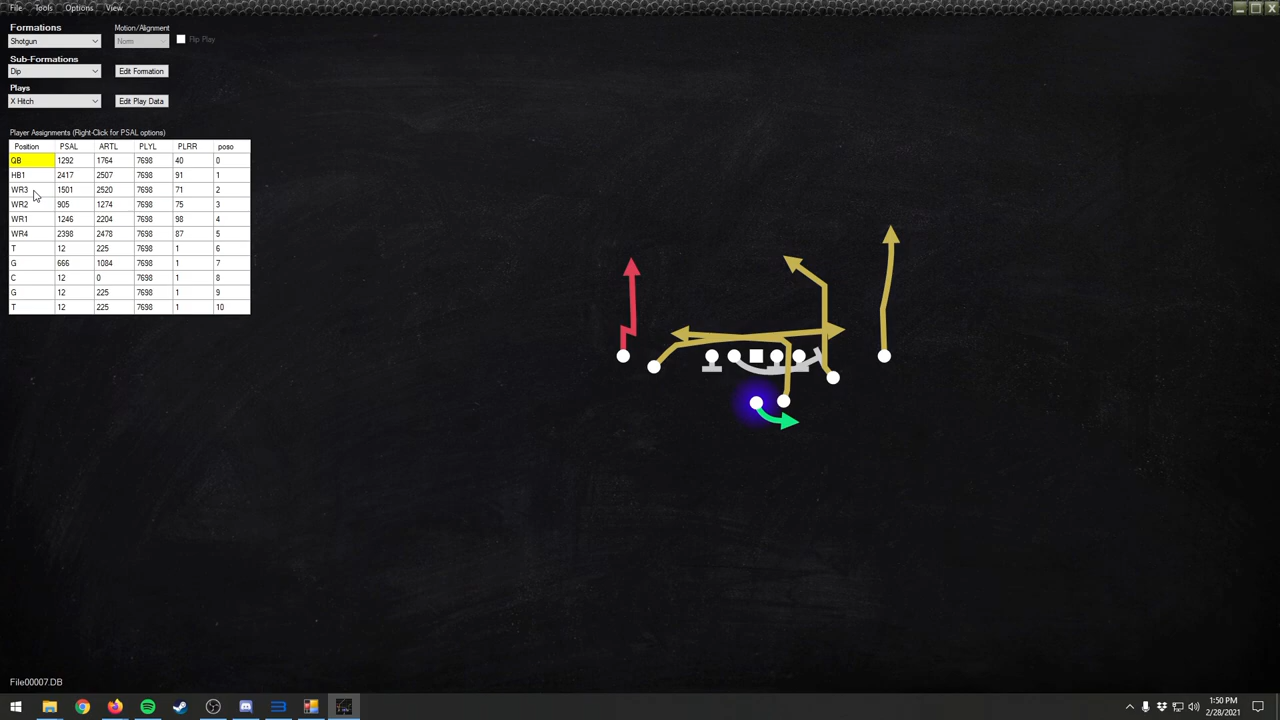 File Tools Options View
Formations Motion/Alignment
Shotgun Norm Flip Play
Sub-Formations
Dip Edit Formation
Plays
X Hitch Edit Play Data
Player Assignments (Right-Click for PSAL options)
Position PSAL ARTL PLYL PLRR poso
QB 1292 1764 7698 40 0
HB1 2417 2507 7698 91 1
WR3 1501 2520 7698 71 2
WR2 905 1274 7698 75 3
WR1 1246 2204 7698 98 4
WR4 2398 2478 7698 87 5
T 12 225 7698 1 6
G 666 1084 7698 1 7
C 12 0 7698 1 8
G 12 225 7698 1 9
T 12 225 7698 1 10
File00007.DB
1:50 PM
2/28/2021